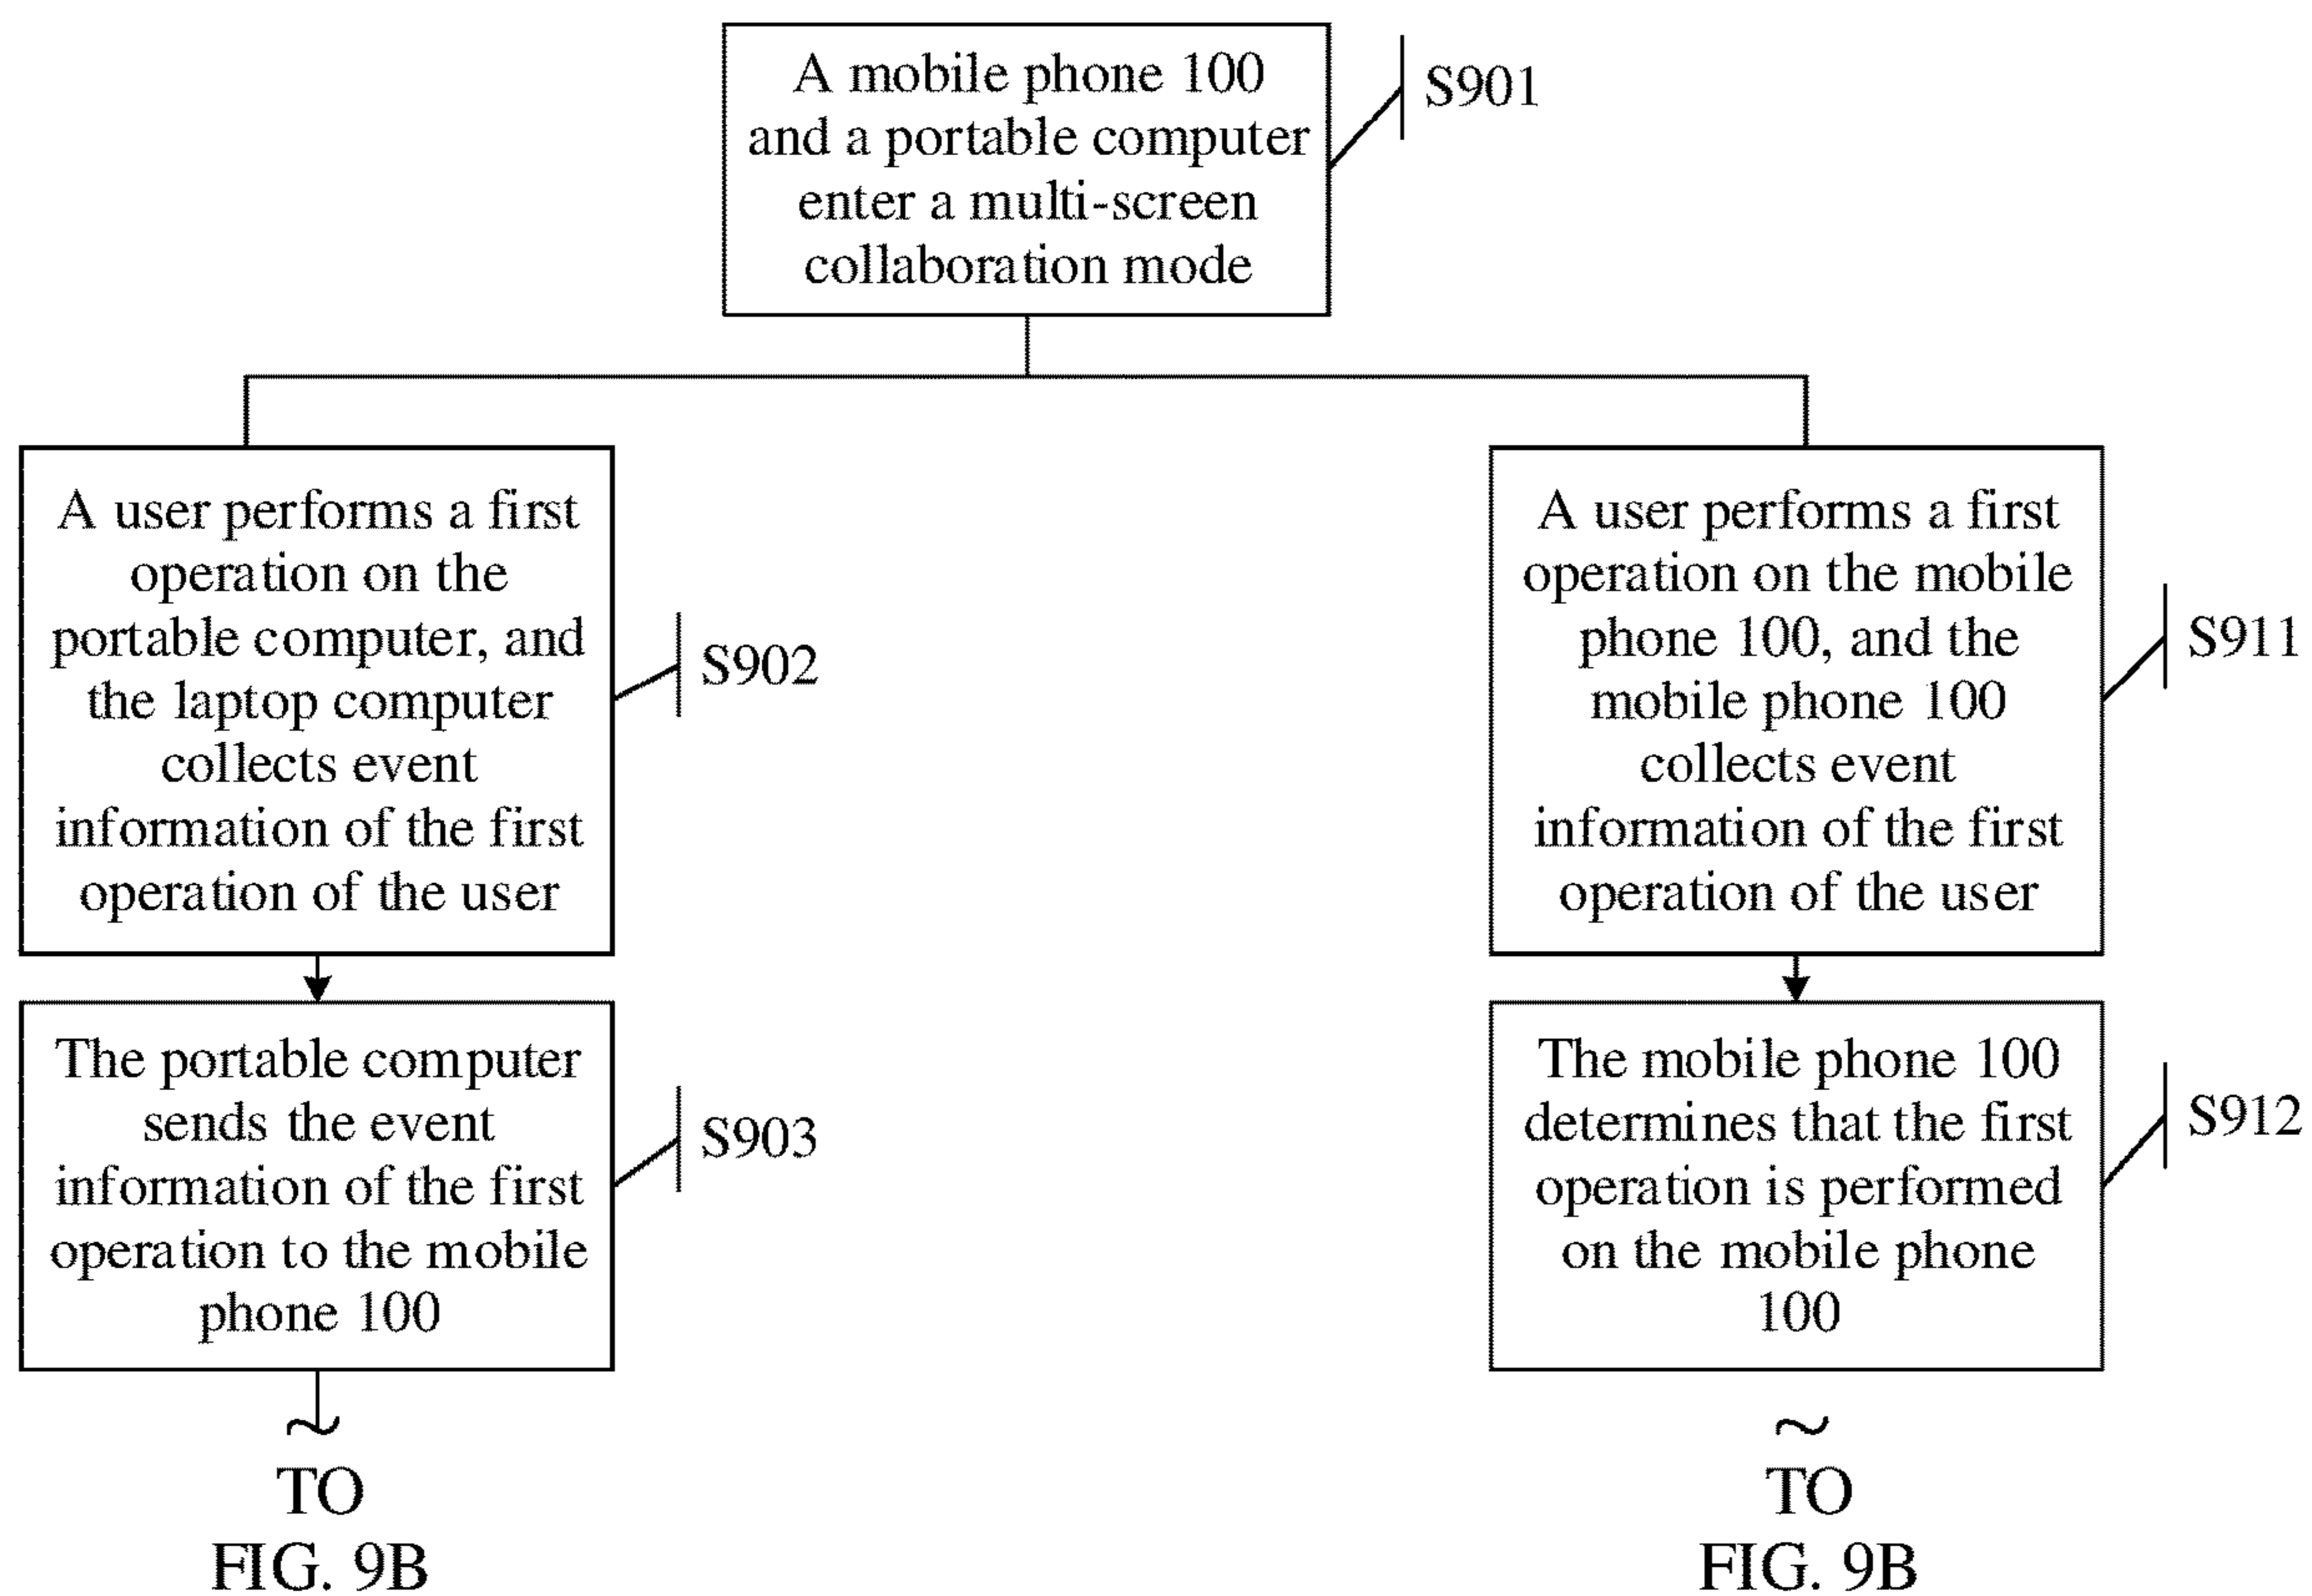 A mobile phone 100
and a portable computer
enter a multi-screen
collaboration mode
S901
A user performs a first
operation on the
portable computer, and
the laptop computer
collects event
information of the first
operation of the user
S902
The portable computer
sends the event
information of the first
operation to the mobile
phone 100
S903
~
TO
FIG. 9B
A user performs a first
operation on the mobile
phone 100, and the
mobile phone 100
collects event
information of the first
operation of the user
S911
The mobile phone 100
determines that the first
operation is performed
on the mobile phone
100
S912
~
TO
FIG. 9B